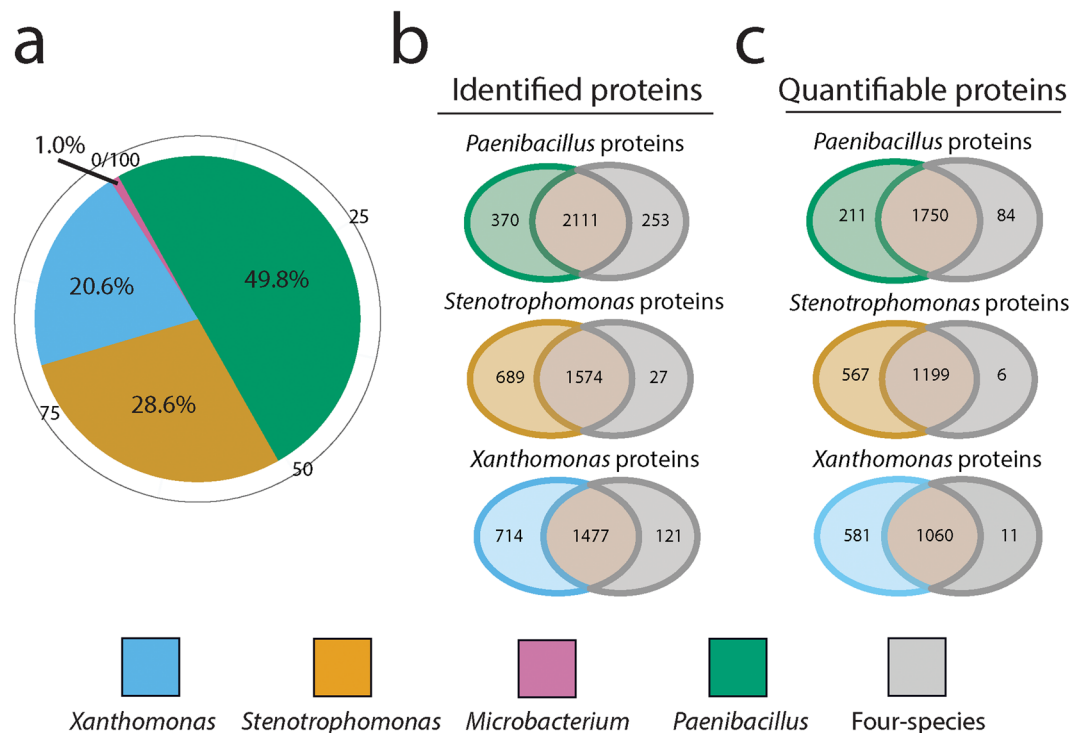 a
1.0%
0/100
25
49.8%
20.6%
28.6%
75
50
b
Identified proteins
Paenibacillus proteins
370 2111 253
Stenotrophomonas proteins
689 1574 27
Xanthomonas proteins
714 1477 121
c
Quantifiable proteins
Paenibacillus proteins
211 1750 84
Stenotrophomonas proteins
567 1199 6
Xanthomonas proteins
581 1060 11
Xanthomonas Stenotrophomonas Microbacterium Paenibacillus Four-species